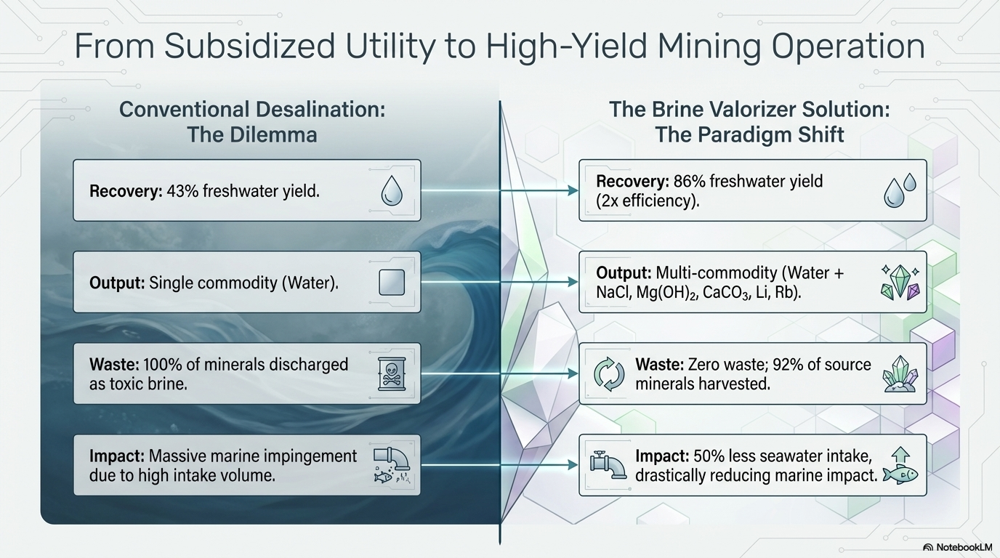 From Subsidized Utility to High-Yield Mining Operation
Conventional Desalination:
The Dilemma
Recovery: 43% freshwater yield.
Output: Single commodity (Water).
Waste: 100% of minerals discharged
as toxic brine.
Impact: Massive marine impingement
due to high intake volume.
The Brine Valorizer Solution:
The Paradigm Shift
Recovery: 86% freshwater yield
(2x efficiency).
Output: Multi-commodity (Water +
NaCl, Mg(OH)₂, CaCO₃, Li, Rb).
Waste: Zero waste; 92% of source
minerals harvested.
Impact: 50% less seawater intake,
drastically reducing marine impact.
NotebookLM